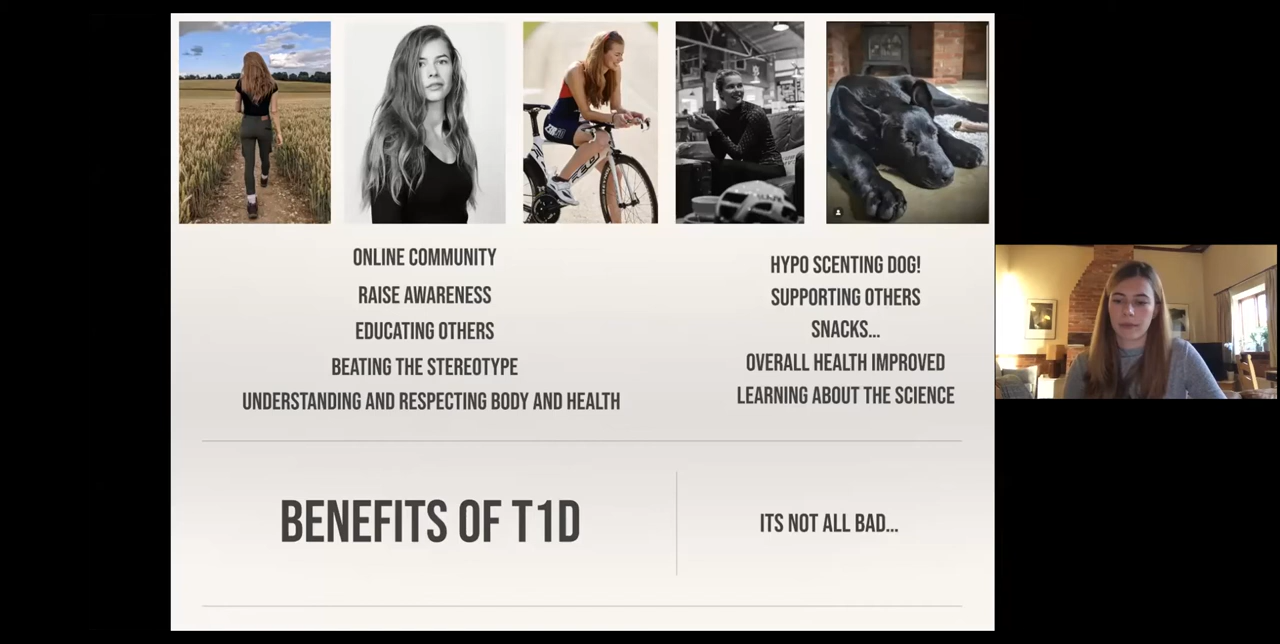 ONLINE COMMUNITY
RAISE AWARENESS
EDUCATING OTHERS
BEATING THE STEREOTYPE
UNDERSTANDING AND RESPECTING BODY AND HEALTH
HYPO SCENTING DOG!
SUPPORTING OTHERS
SNACKS...
OVERALL HEALTH IMPROVED
LEARNING ABOUT THE SCIENCE
BENEFITS OF T1D
ITS NOT ALL BAD...